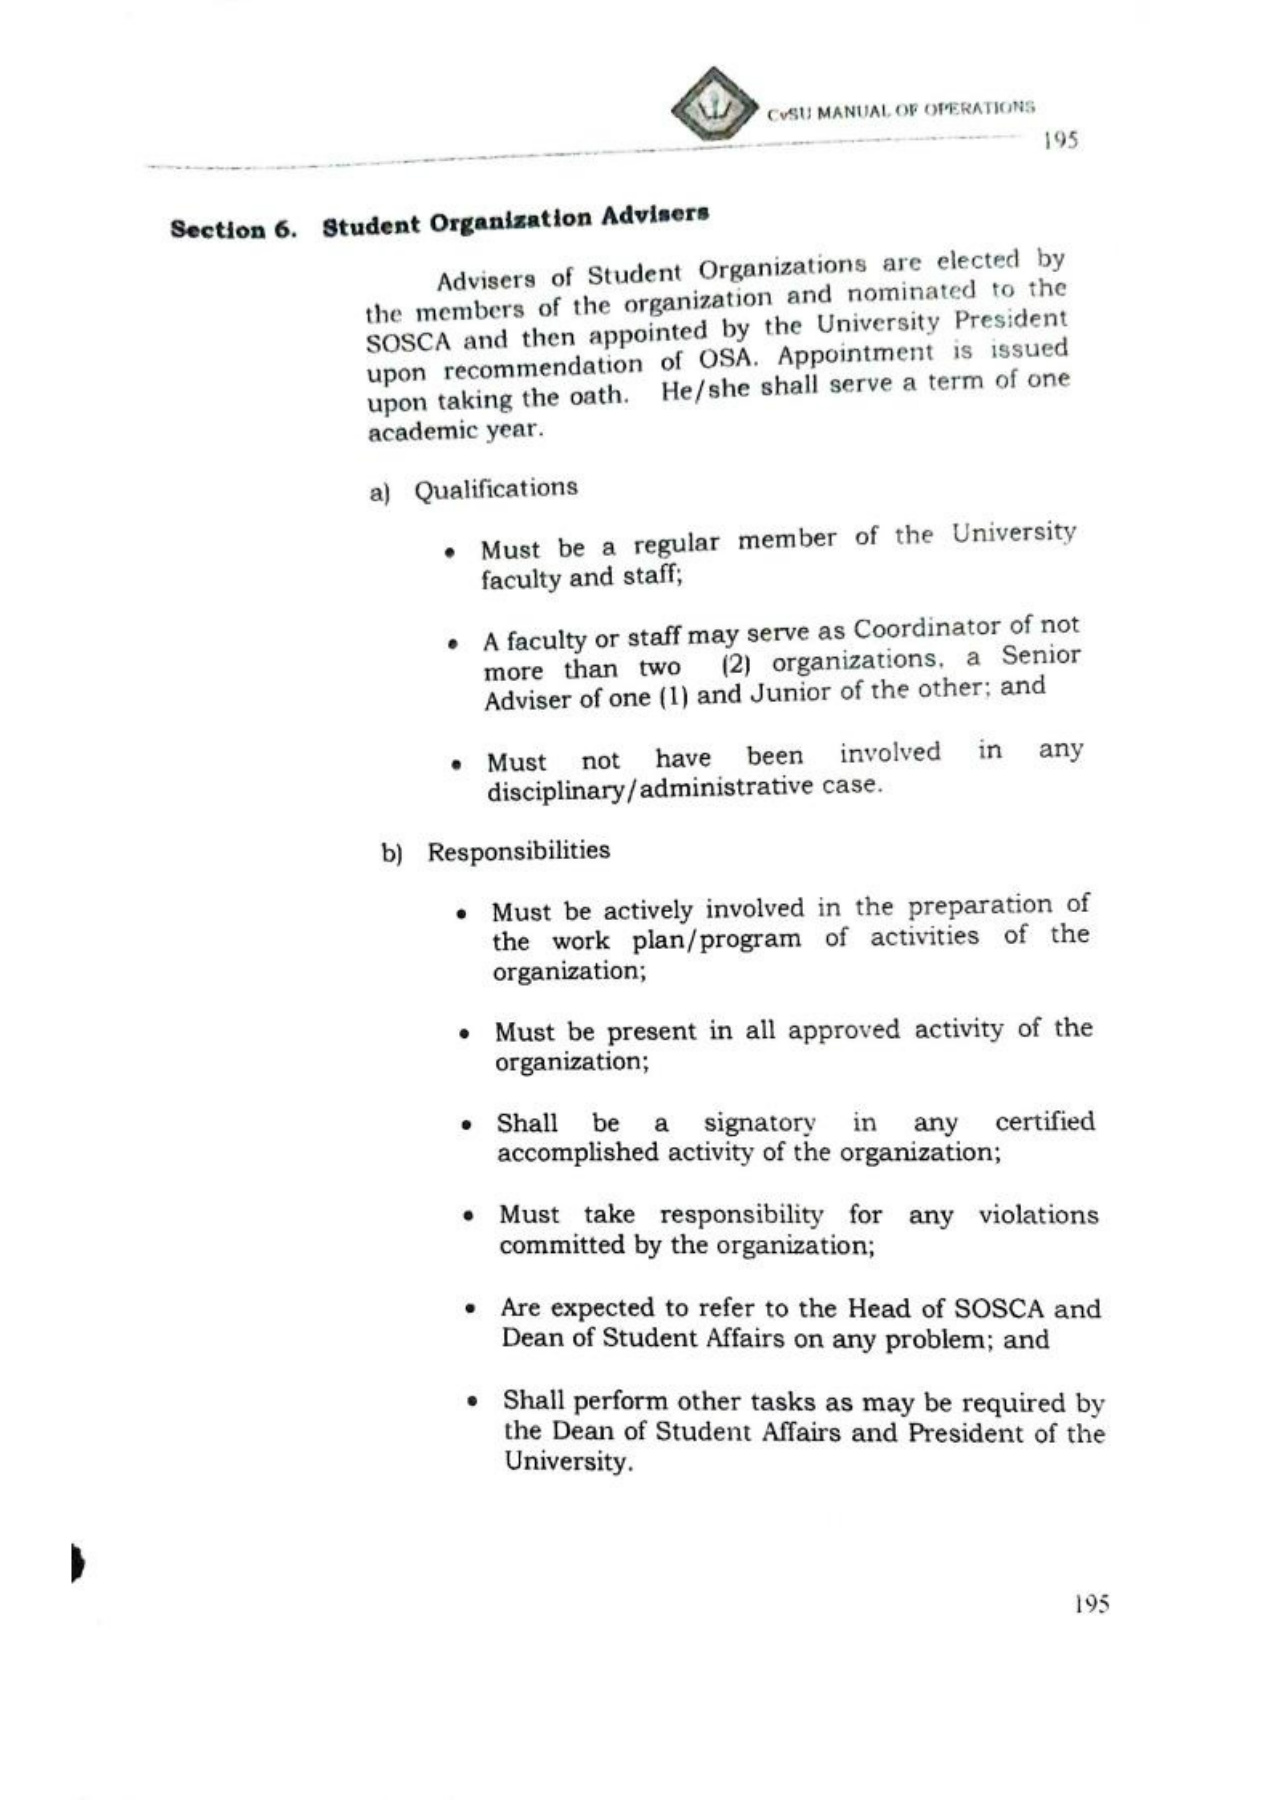 CvSU MANUAL OF OPERATIONS
195
Section 6. Student Organization Advisers
Advisers of Student Organizations are elected by
the members of the organization and nominated to the
SOSCA and then appointed by the University President
upon recommendation of OSA. Appointment is issued
upon taking the oath. He/she shall serve a term of one
academic year.
a) Qualifications
• Must be a regular member of the University
faculty and staff;
• A faculty or staff may serve as Coordinator of not
more than two (2) organizations, a Senior
Adviser of one (1) and Junior of the other; and
• Must not have been involved in any
disciplinary/administrative case.
b) Responsibilities
• Must be actively involved in the preparation of
the work plan/program of activities of the
organization;
• Must be present in all approved activity of the
organization;
• Shall be a signatory in any certified
accomplished activity of the organization;
• Must take responsibility for any violations
committed by the organization;
• Are expected to refer to the Head of SOSCA and
Dean of Student Affairs on any problem; and
• Shall perform other tasks as may be required by
the Dean of Student Affairs and President of the
University.
195